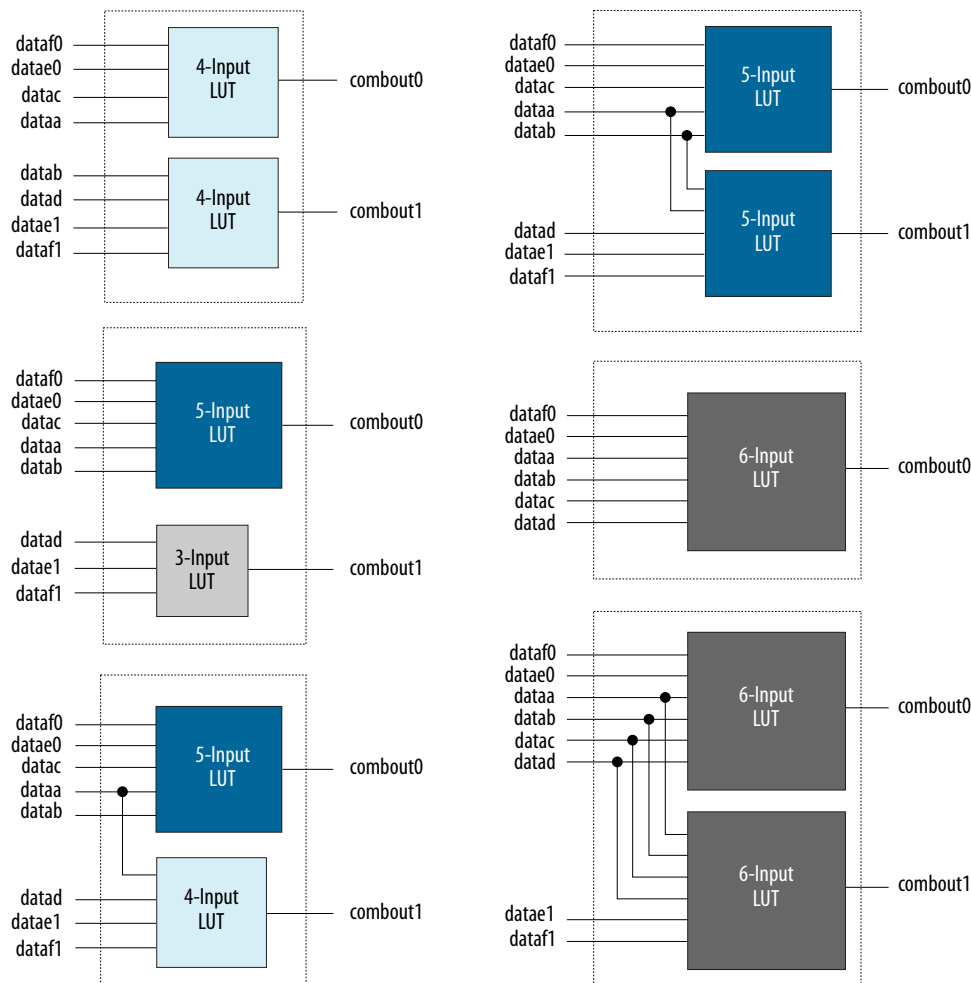 dataf0
datae0
datac
dataa
4-Input
LUT
combout0
datab
datad
datae1
dataf1
4-Input
LUT
combout1
dataf0
datae0
datac
dataa
datab
5-Input
LUT
combout0
datad
datae1
dataf1
3-Input
LUT
combout1
dataf0
datae0
datac
dataa
datab
5-Input
LUT
combout0
datad
datae1
dataf1
4-Input
LUT
combout1
dataf0
datae0
datac
dataa
datab
5-Input
LUT
combout0
datad
datae1
dataf1
5-Input
LUT
combout1
dataf0
datae0
dataa
datab
datac
datad
6-Input
LUT
combout0
dataf0
datae0
dataa
datab
datac
datad
6-Input
LUT
combout0
datae1
dataf1
6-Input
LUT
combout1